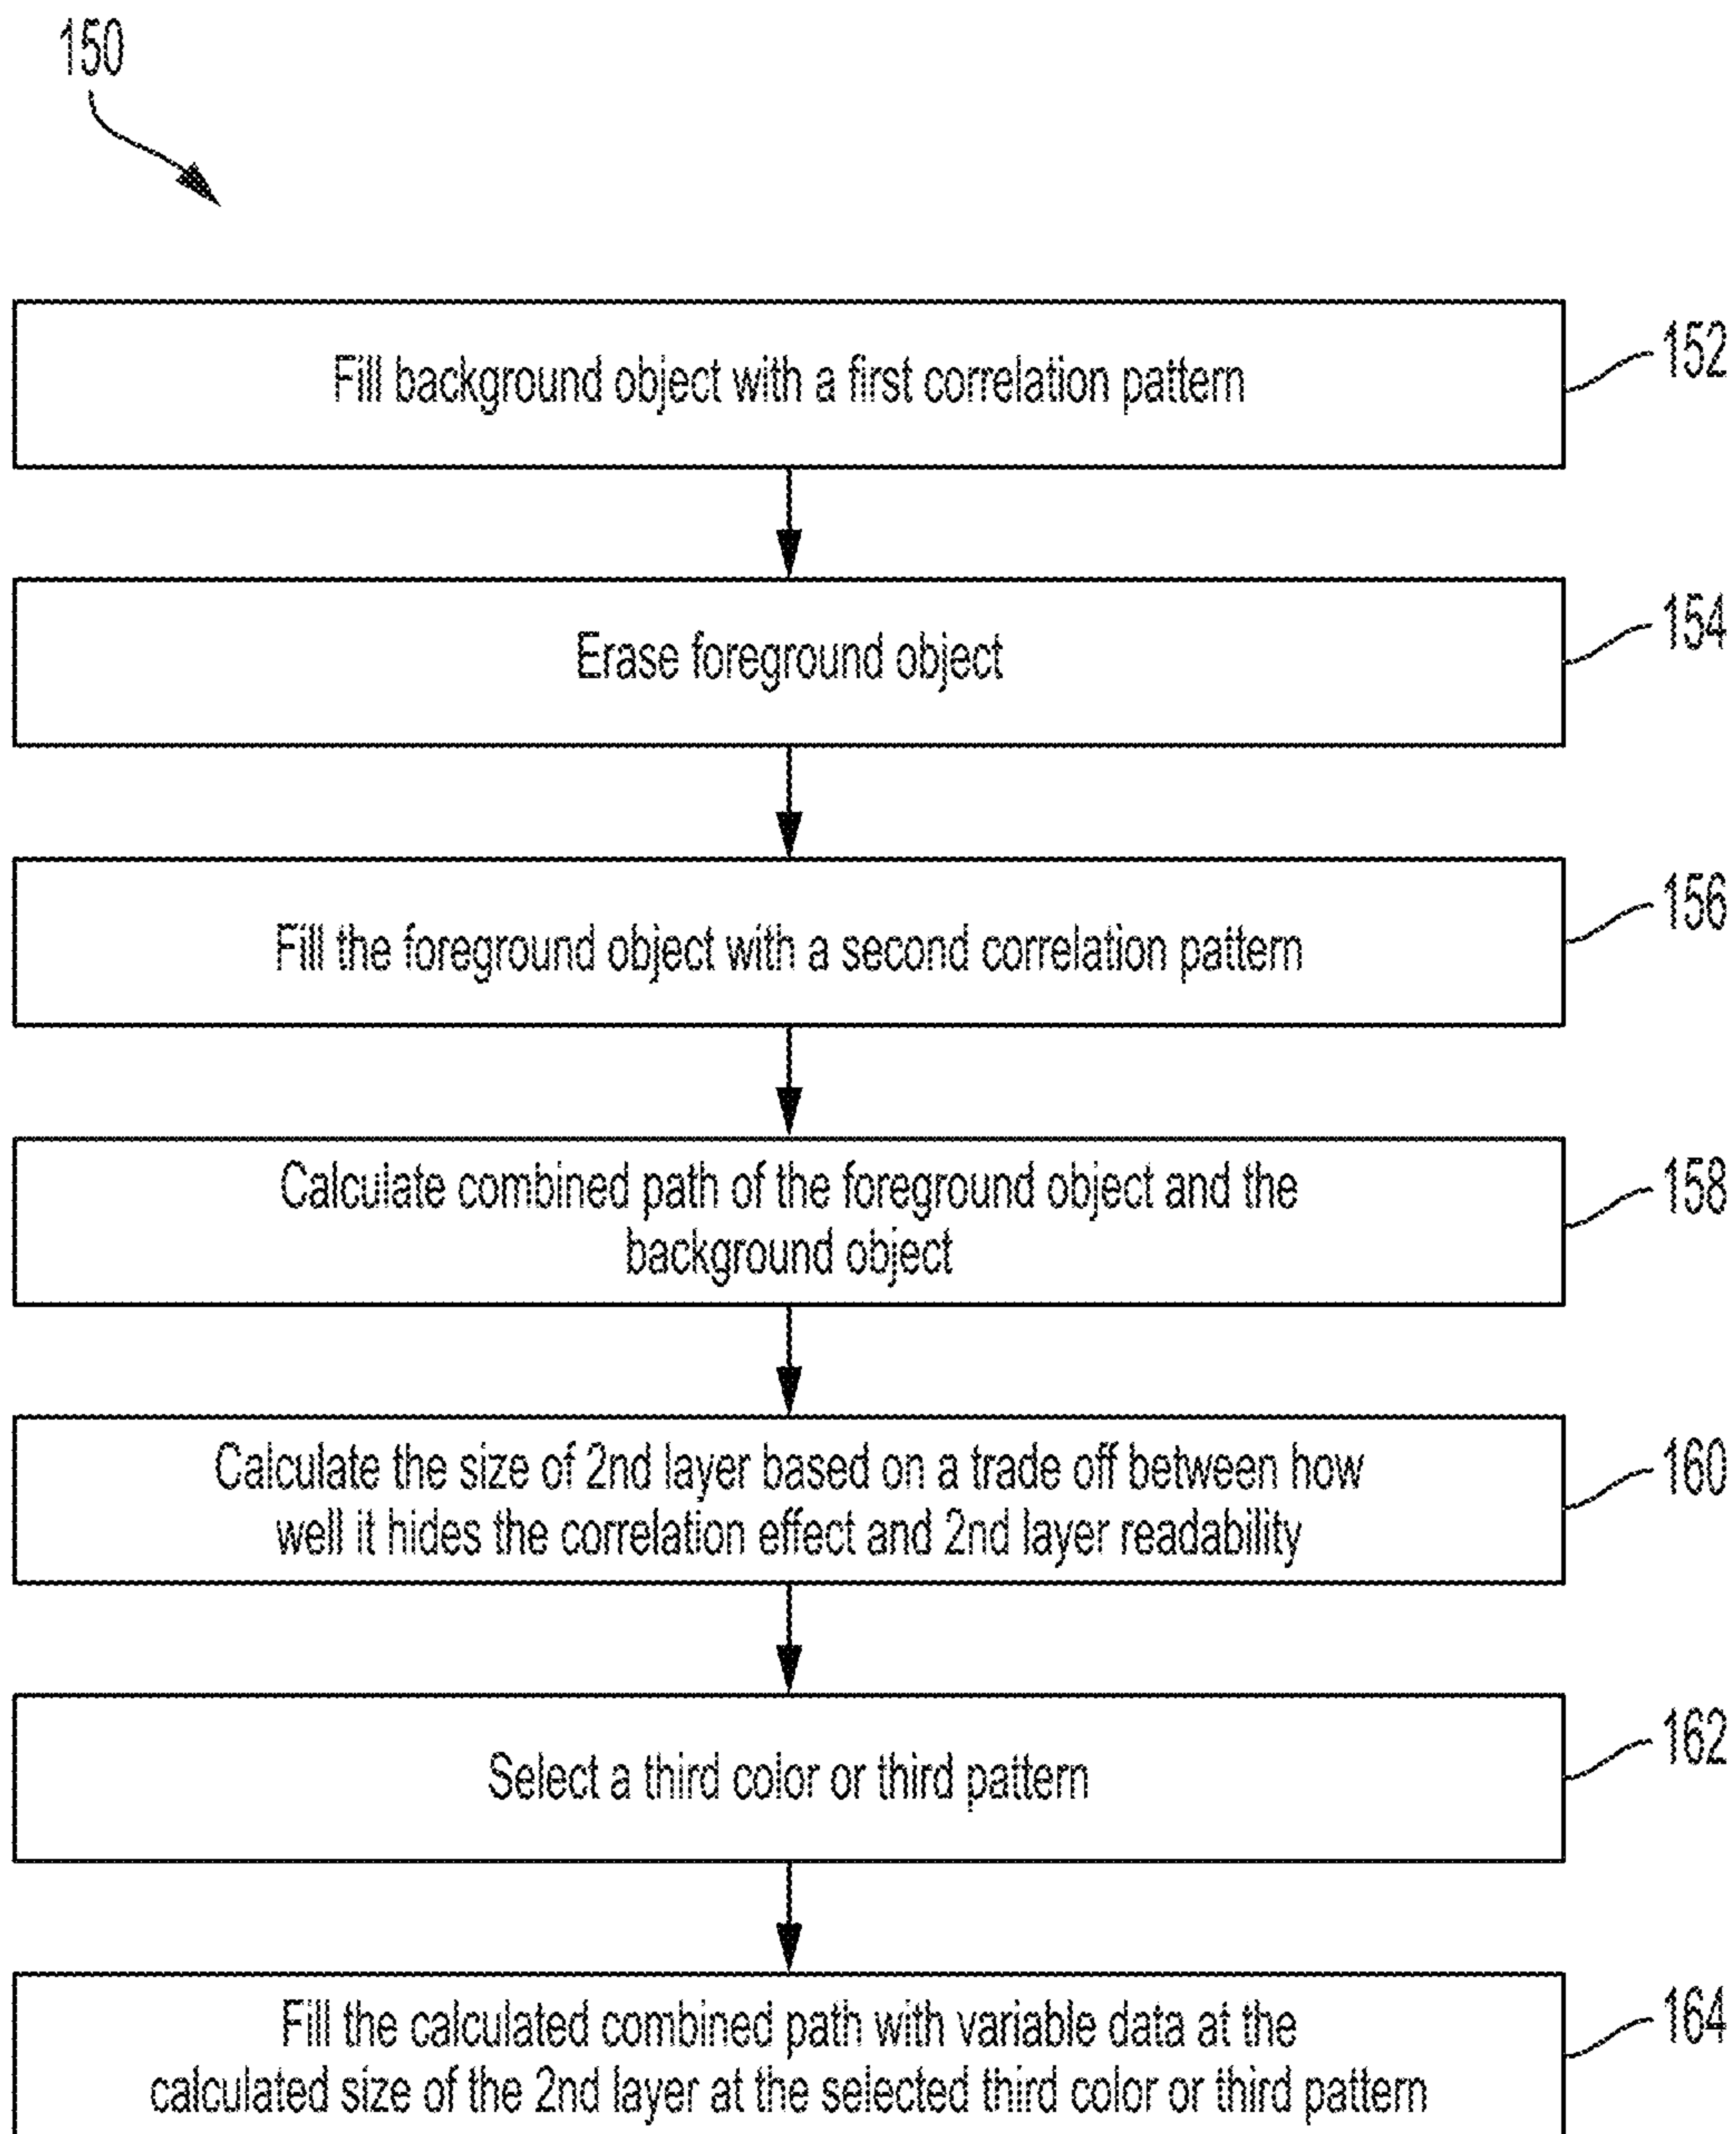 150
Fill background object with a first correlation pattern
152
Erase foreground object
154
Fill the foreground object with a second correlation pattern
156
Calculate combined path of the foreground object and the
background object
158
Calculate the size of 2nd layer based on a trade off between how
well it hides the correlation effect and 2nd layer readability
160
Select a third color or third pattern
162
Fill the calculated combined path with variable data at the
calculated size of the 2nd layer at the selected third color or third pattern
164